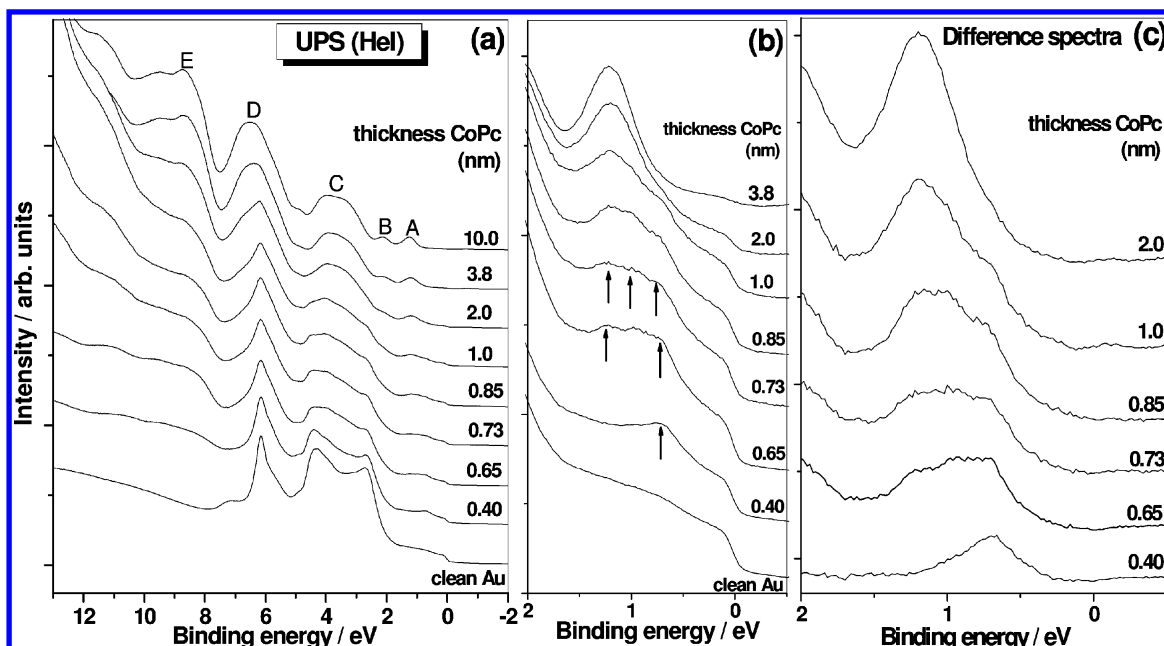 UPS (HeI)
(a)
E
D
C
B
A
thickness CoPc
(nm)
10.0
3.8
2.0
1.0
0.85
0.73
0.65
0.40
clean Au
Intensity / arb. units
12 10 8 6 4 2 0 -2
Binding energy / eV
(b)
thickness CoPc
(nm)
3.8
2.0
1.0
0.85
0.73
0.65
0.40
clean Au
2 1 0
Binding energy / eV
Difference spectra (c)
thickness CoPc
(nm)
2.0
1.0
0.85
0.73
0.65
0.40
2 1 0
Binding energy / eV